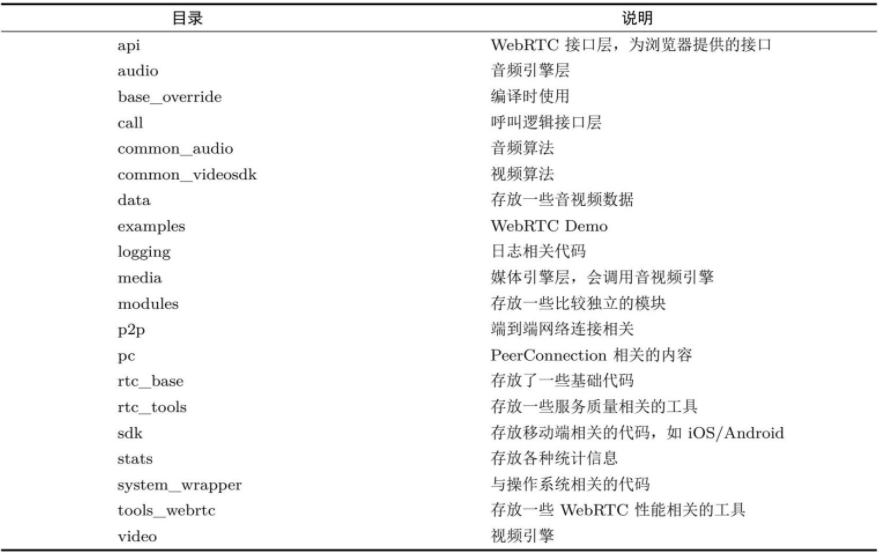 目录 说明
api WebRTC 接口层，为浏览器提供的接口
audio 音频引擎层
base_override 编译时使用
call 呼叫逻辑接口层
common_audio 音频算法
common_videosdk 视频算法
data 存放一些音视频数据
examples WebRTC Demo
logging 日志相关代码
media 媒体引擎层，会调用音视频引擎
modules 存放一些比较独立的模块
p2p 端到端网络连接相关
pc PeerConnection 相关的内容
rtc_base 存放了一些基础代码
rtc_tools 存放一些服务质量相关的工具
sdk 存放移动端相关的代码，如 iOS/Android
stats 存放各种统计信息
system_wrapper 与操作系统相关的代码
tools_webrtc 存放一些 WebRTC 性能相关的工具
video 视频引擎